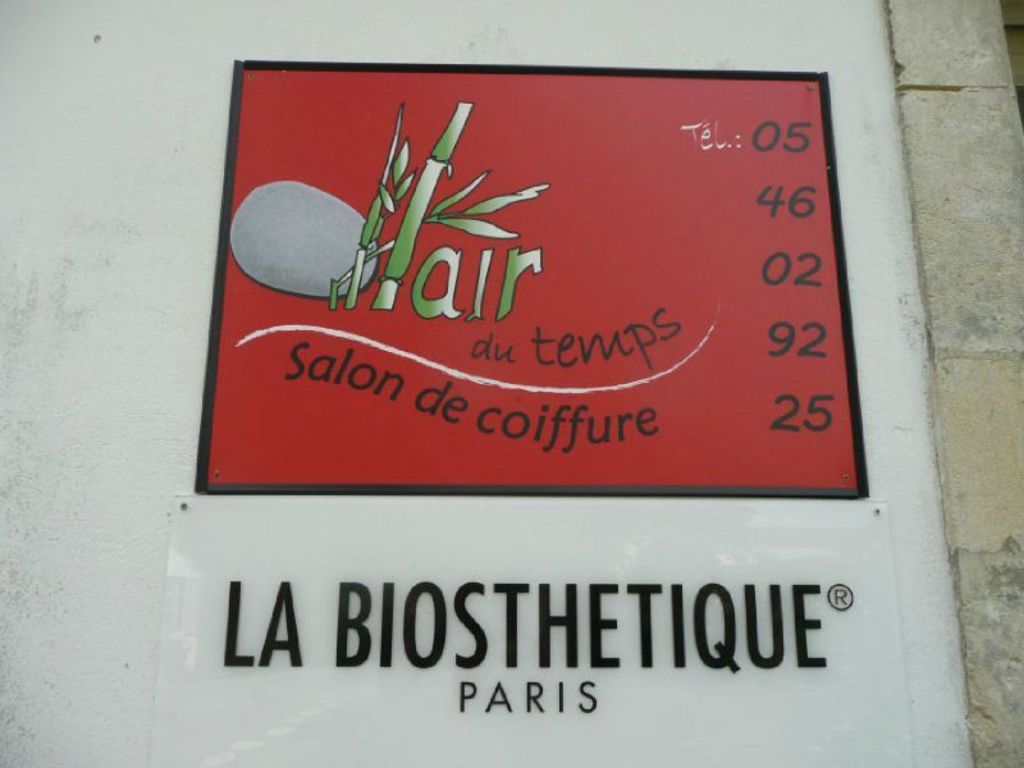 Hair
du temps
Salon de coiffure
Tél.: 05
46
02
92
25
LA BIOSTHETIQUE®
PARIS